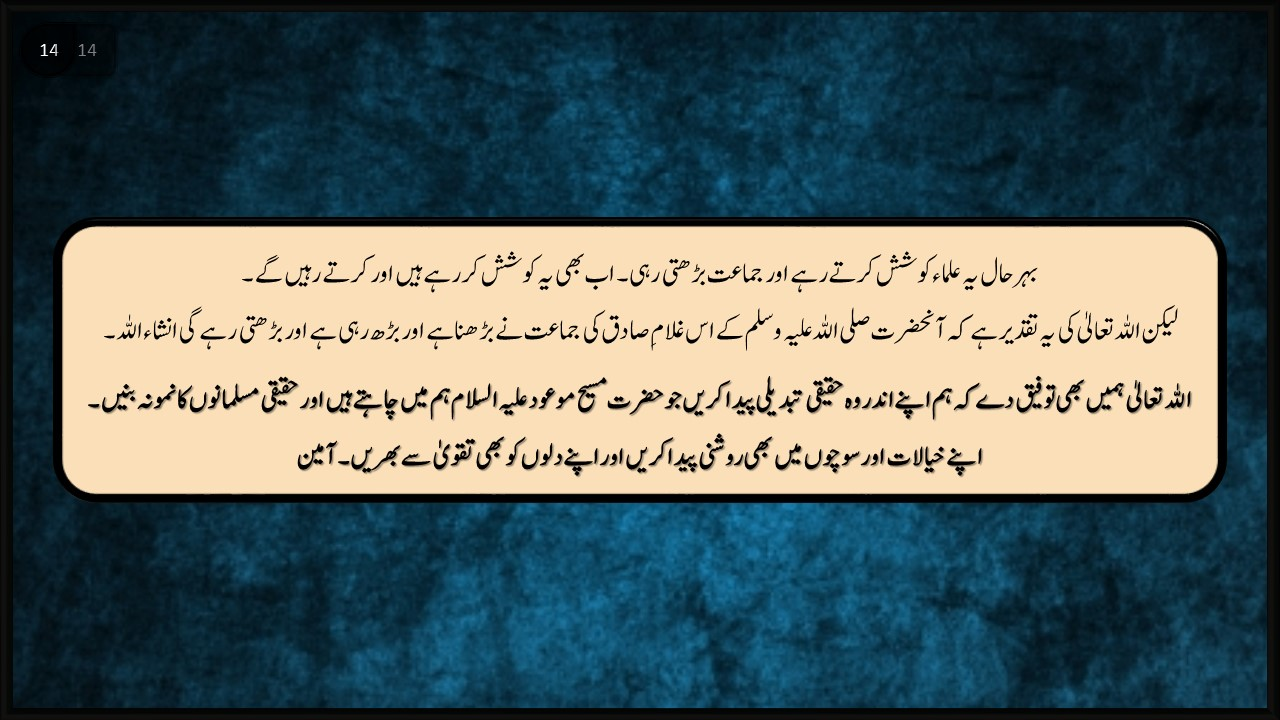 14 14
بہرحال یہ علماء کوشش کرتے رہے اور جماعت بڑھتی رہی۔ اب بھی یہ کوشش کر رہے ہیں اور کرتے رہیں گے۔
لیکن اللہ تعالیٰ کی یہ تقدیر ہے کہ آنحضرت صلی اللہ علیہ وسلم کے اس غلامِ صادق کی جماعت نے بڑھنا ہے اور بڑھ رہی ہے اور بڑھتی رہے گی انشاء اللہ۔
اللہ تعالیٰ ہمیں بھی توفیق دے کہ ہم اپنے اندر وہ حقیقی تبدیلی پیدا کریں جو حضرت مسیح موعود علیہ السلام ہم میں چاہتے ہیں اور حقیقی مسلمانوں کا نمونہ بنیں۔
اپنے خیالات اور سوچوں میں بھی روشنی پیدا کریں اور اپنے دلوں کو بھی تقویٰ سے بھریں۔ آمین